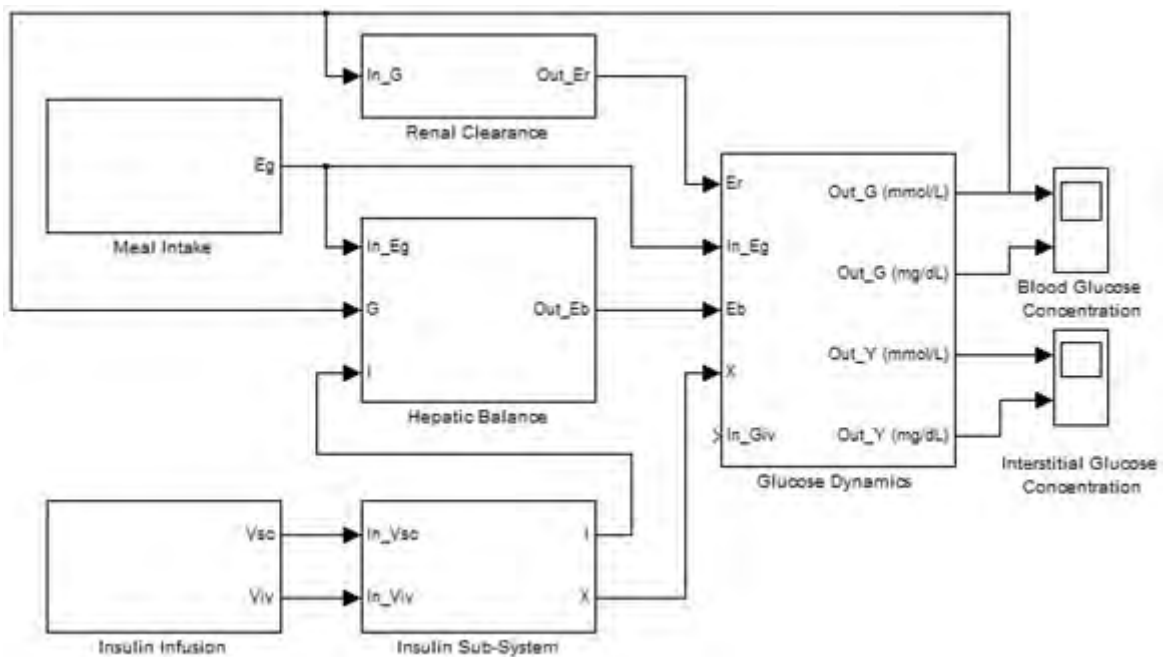 In_G
Out_Er
Renal Clearance
Eg
Meal Intake
In_Eg
G
I
Out_Eb
Hepatic Balance
Er
In_Eg
Eb
X
In_Giv
Out_G (mmol/L)
Out_G (mg/dL)
Out_Y (mmol/L)
Out_Y (mg/dL)
Glucose Dynamics
Blood Glucose
Concentration
Interstitial Glucose
Concentration
Vsc
Viv
Insulin Infusion
In_Vsc
In_Viv
I
X
Insulin Sub-System